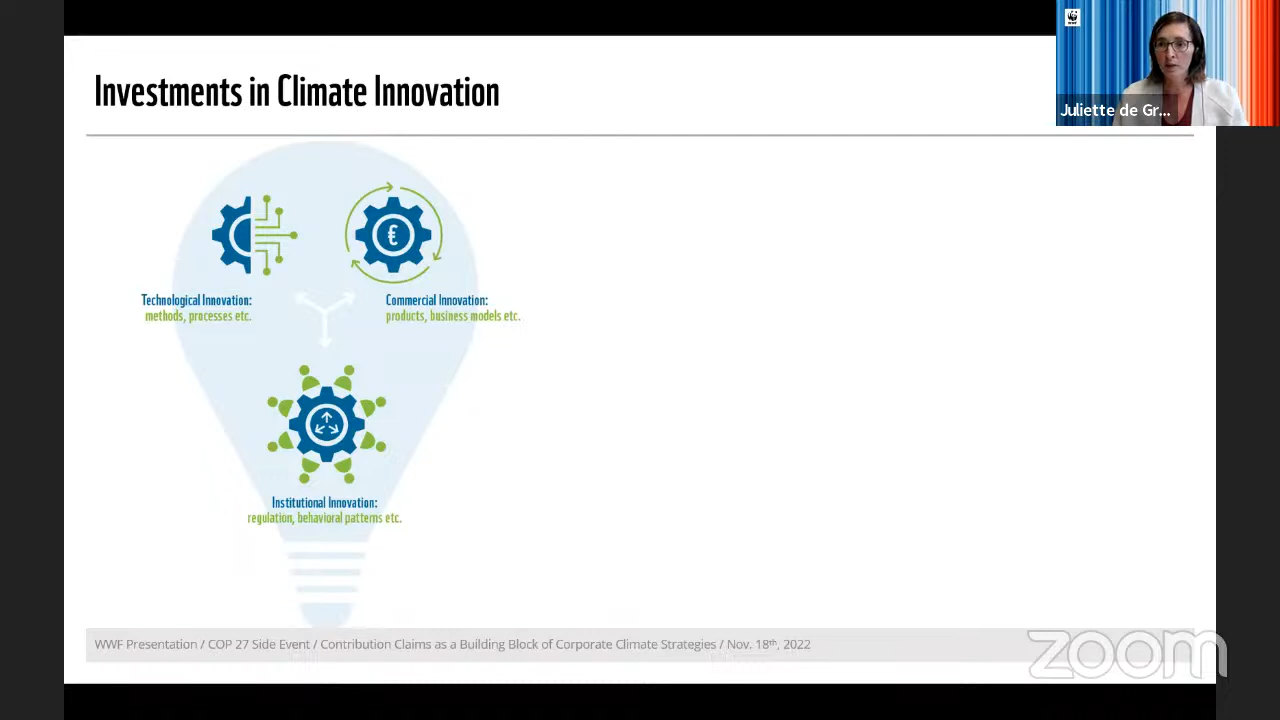 Investments in Climate Innovation
WWF
Juliette de Gr...
€
Technological Innovation:
methods, processes etc.
Commercial Innovation:
products, business models etc.
Institutional Innovation:
regulation, behavioral patterns etc.
WWF Presentation / COP 27 Side Event / Contribution Claims as a Building Block of Corporate Climate Strategies / Nov. 18th, 2022
zoom